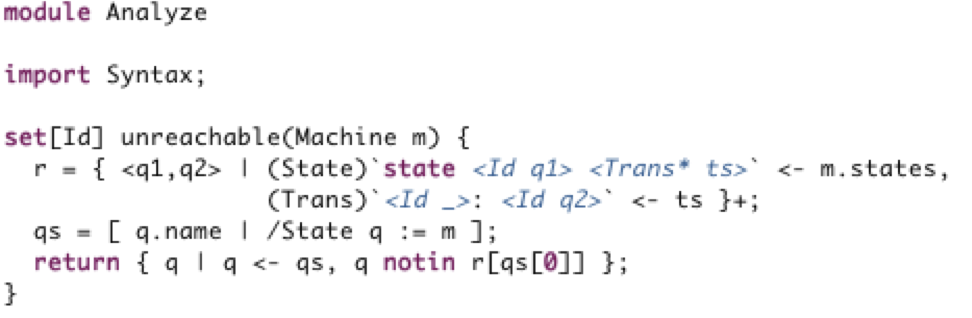 module Analyze
import Syntax;
set[Id] unreachable(Machine m) {
  r = { <q1,q2> | (State)`state <Id q1> <Trans* ts>` <- m.states,
                  (Trans)`<Id _>: <Id q2>` <- ts }+;
  qs = [ q.name | /State q := m ];
  return { q | q <- qs, q notin r[qs[0]] };
}